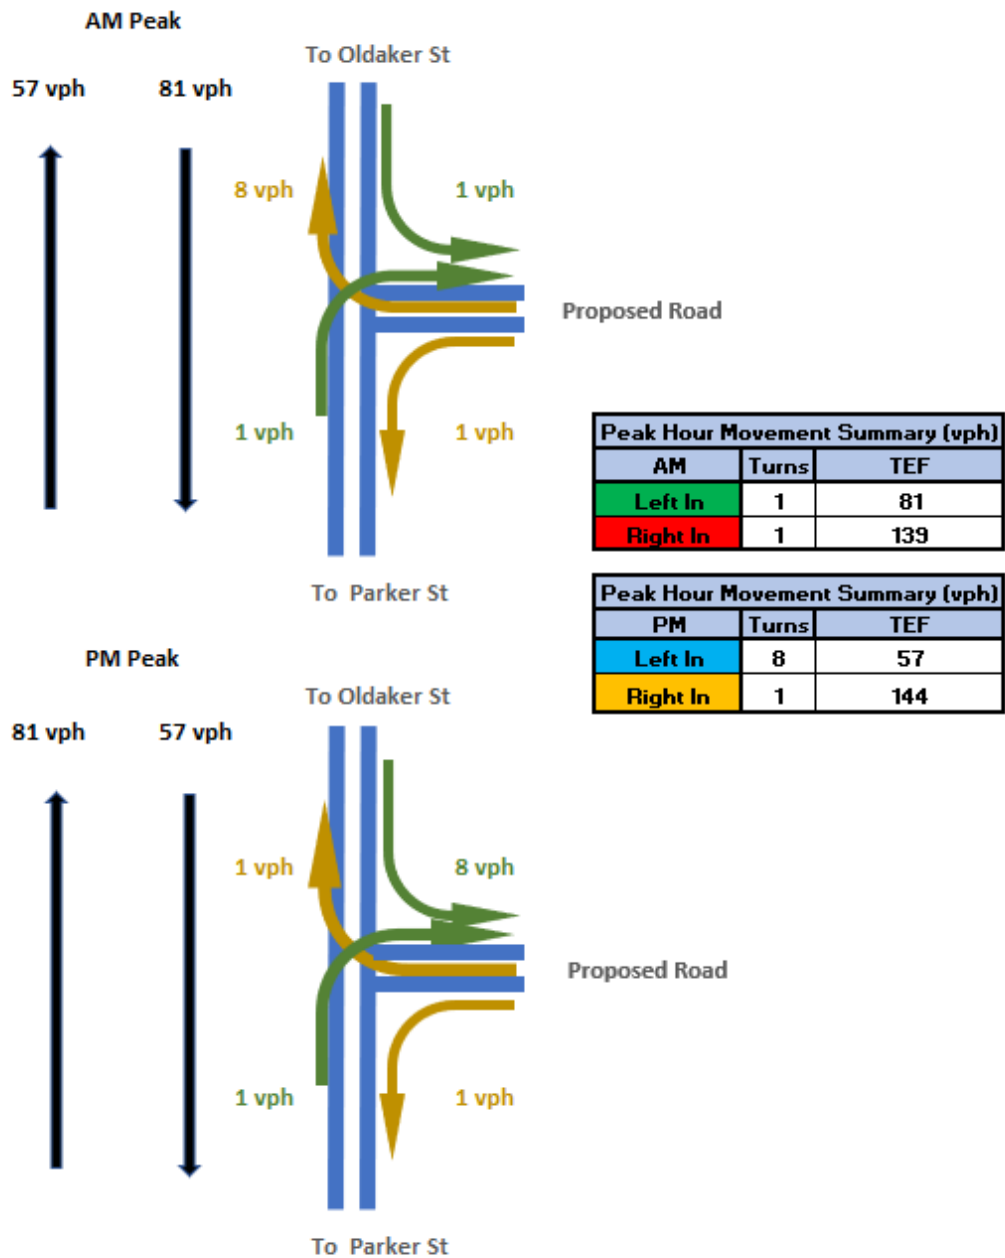 AM Peak
To Oldaker St
57 vph
81 vph
8 vph
1 vph
Proposed Road
1 vph
1 vph
To Parker St
Peak Hour Movement Summary (vph)
AM Turns TEF
Left In 1 81
Right In 1 139
Peak Hour Movement Summary (vph)
PM Turns TEF
Left In 8 57
Right In 1 144
PM Peak
To Oldaker St
81 vph
57 vph
1 vph
8 vph
Proposed Road
1 vph
1 vph
To Parker St